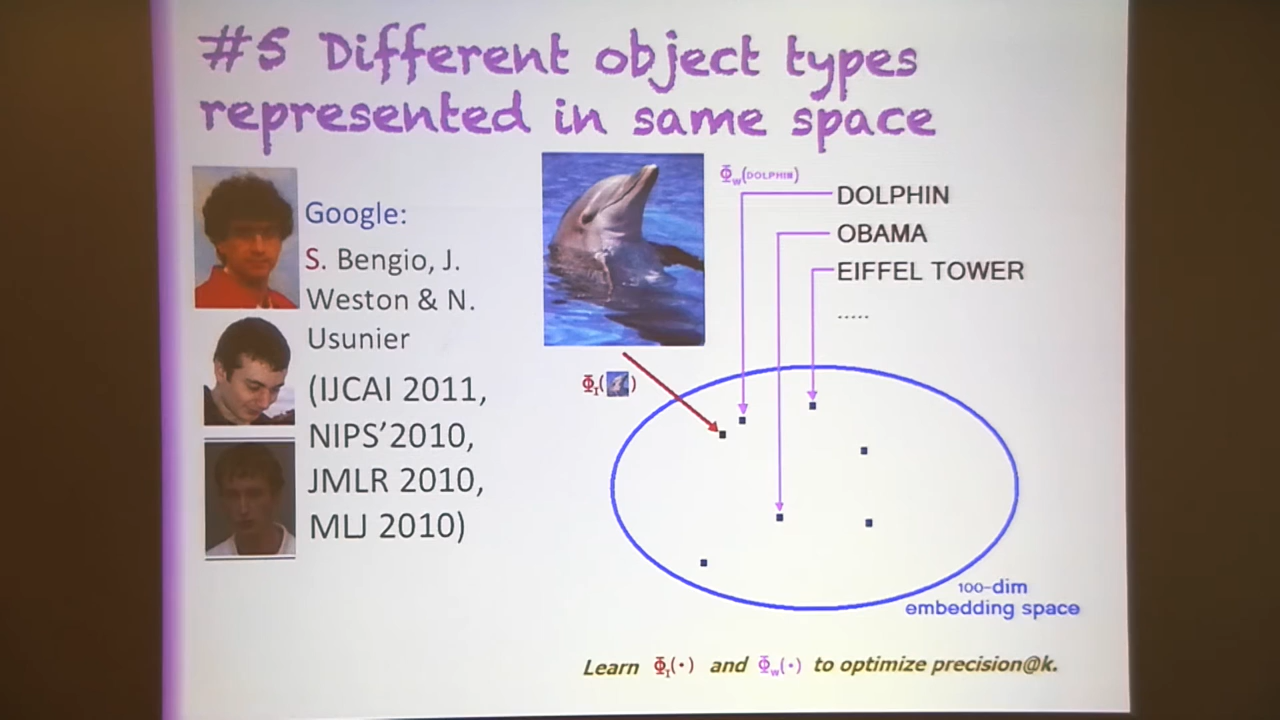 #5 Different object types
represented in same space
Google:
S. Bengio, J.
Weston & N.
Usunier
(IJCAI 2011,
NIPS'2010,
JMLR 2010,
MLJ 2010)
Φ_W(DOLPHIN)
DOLPHIN
OBAMA
EIFFEL TOWER
.....
Φ_I( )
100-dim
embedding space
Learn Φ_I(·) and Φ_W(·) to optimize precision@k.